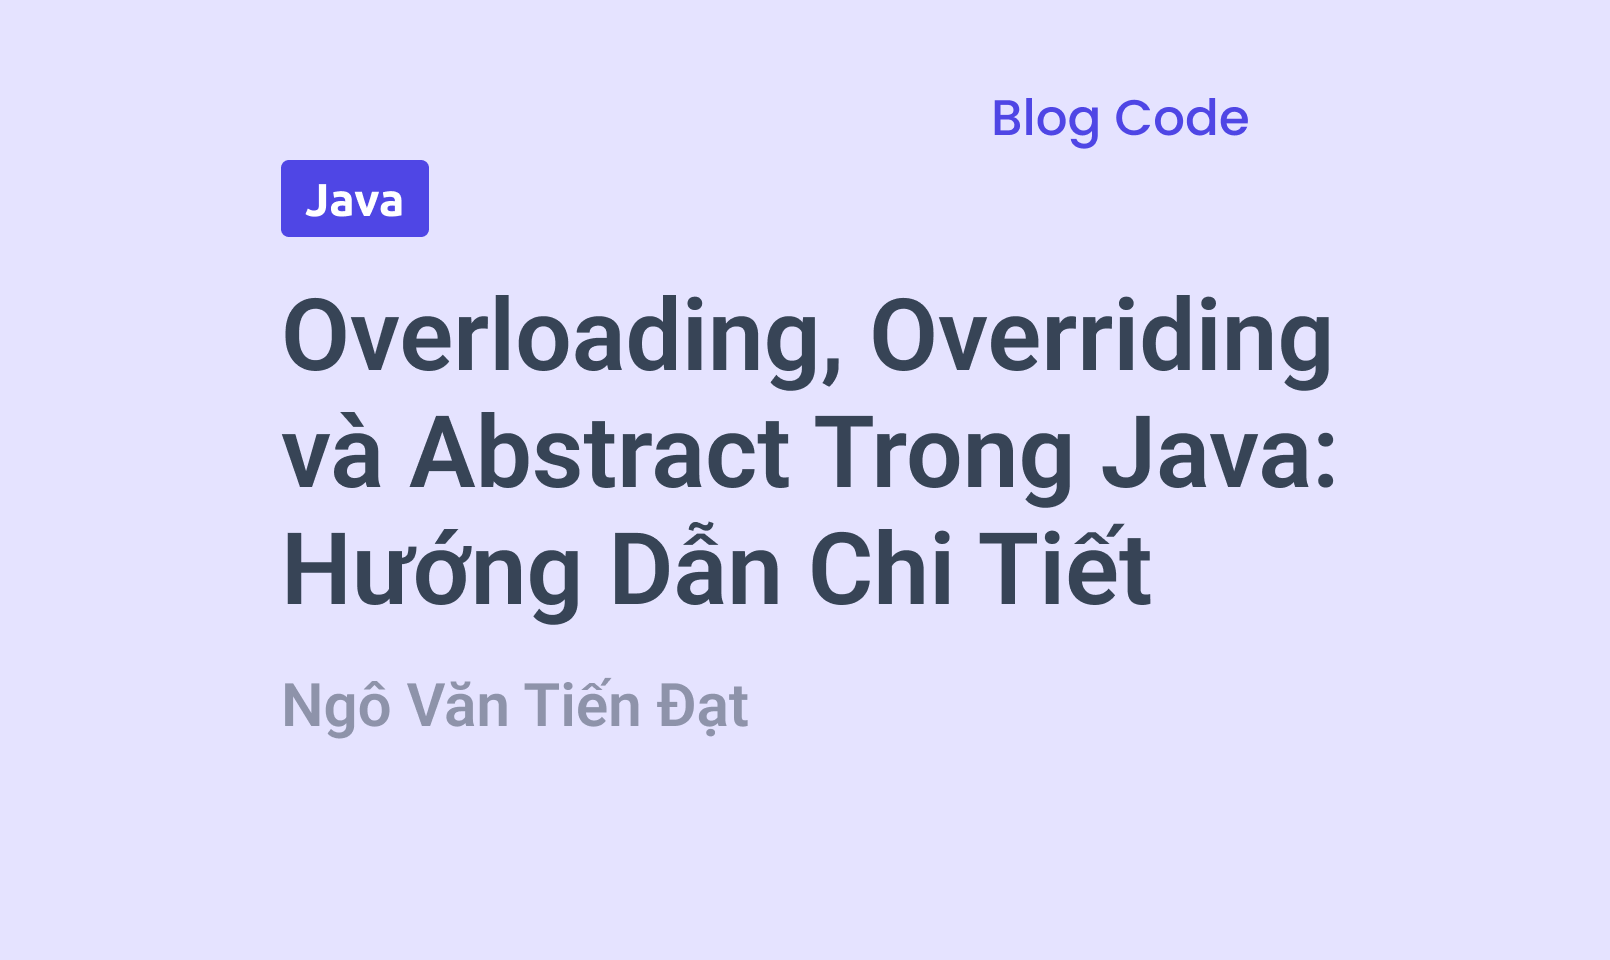 Blog Code
Java
Overloading, Overriding
và Abstract Trong Java:
Hướng Dẫn Chi Tiết
Ngô Văn Tiến Đạt